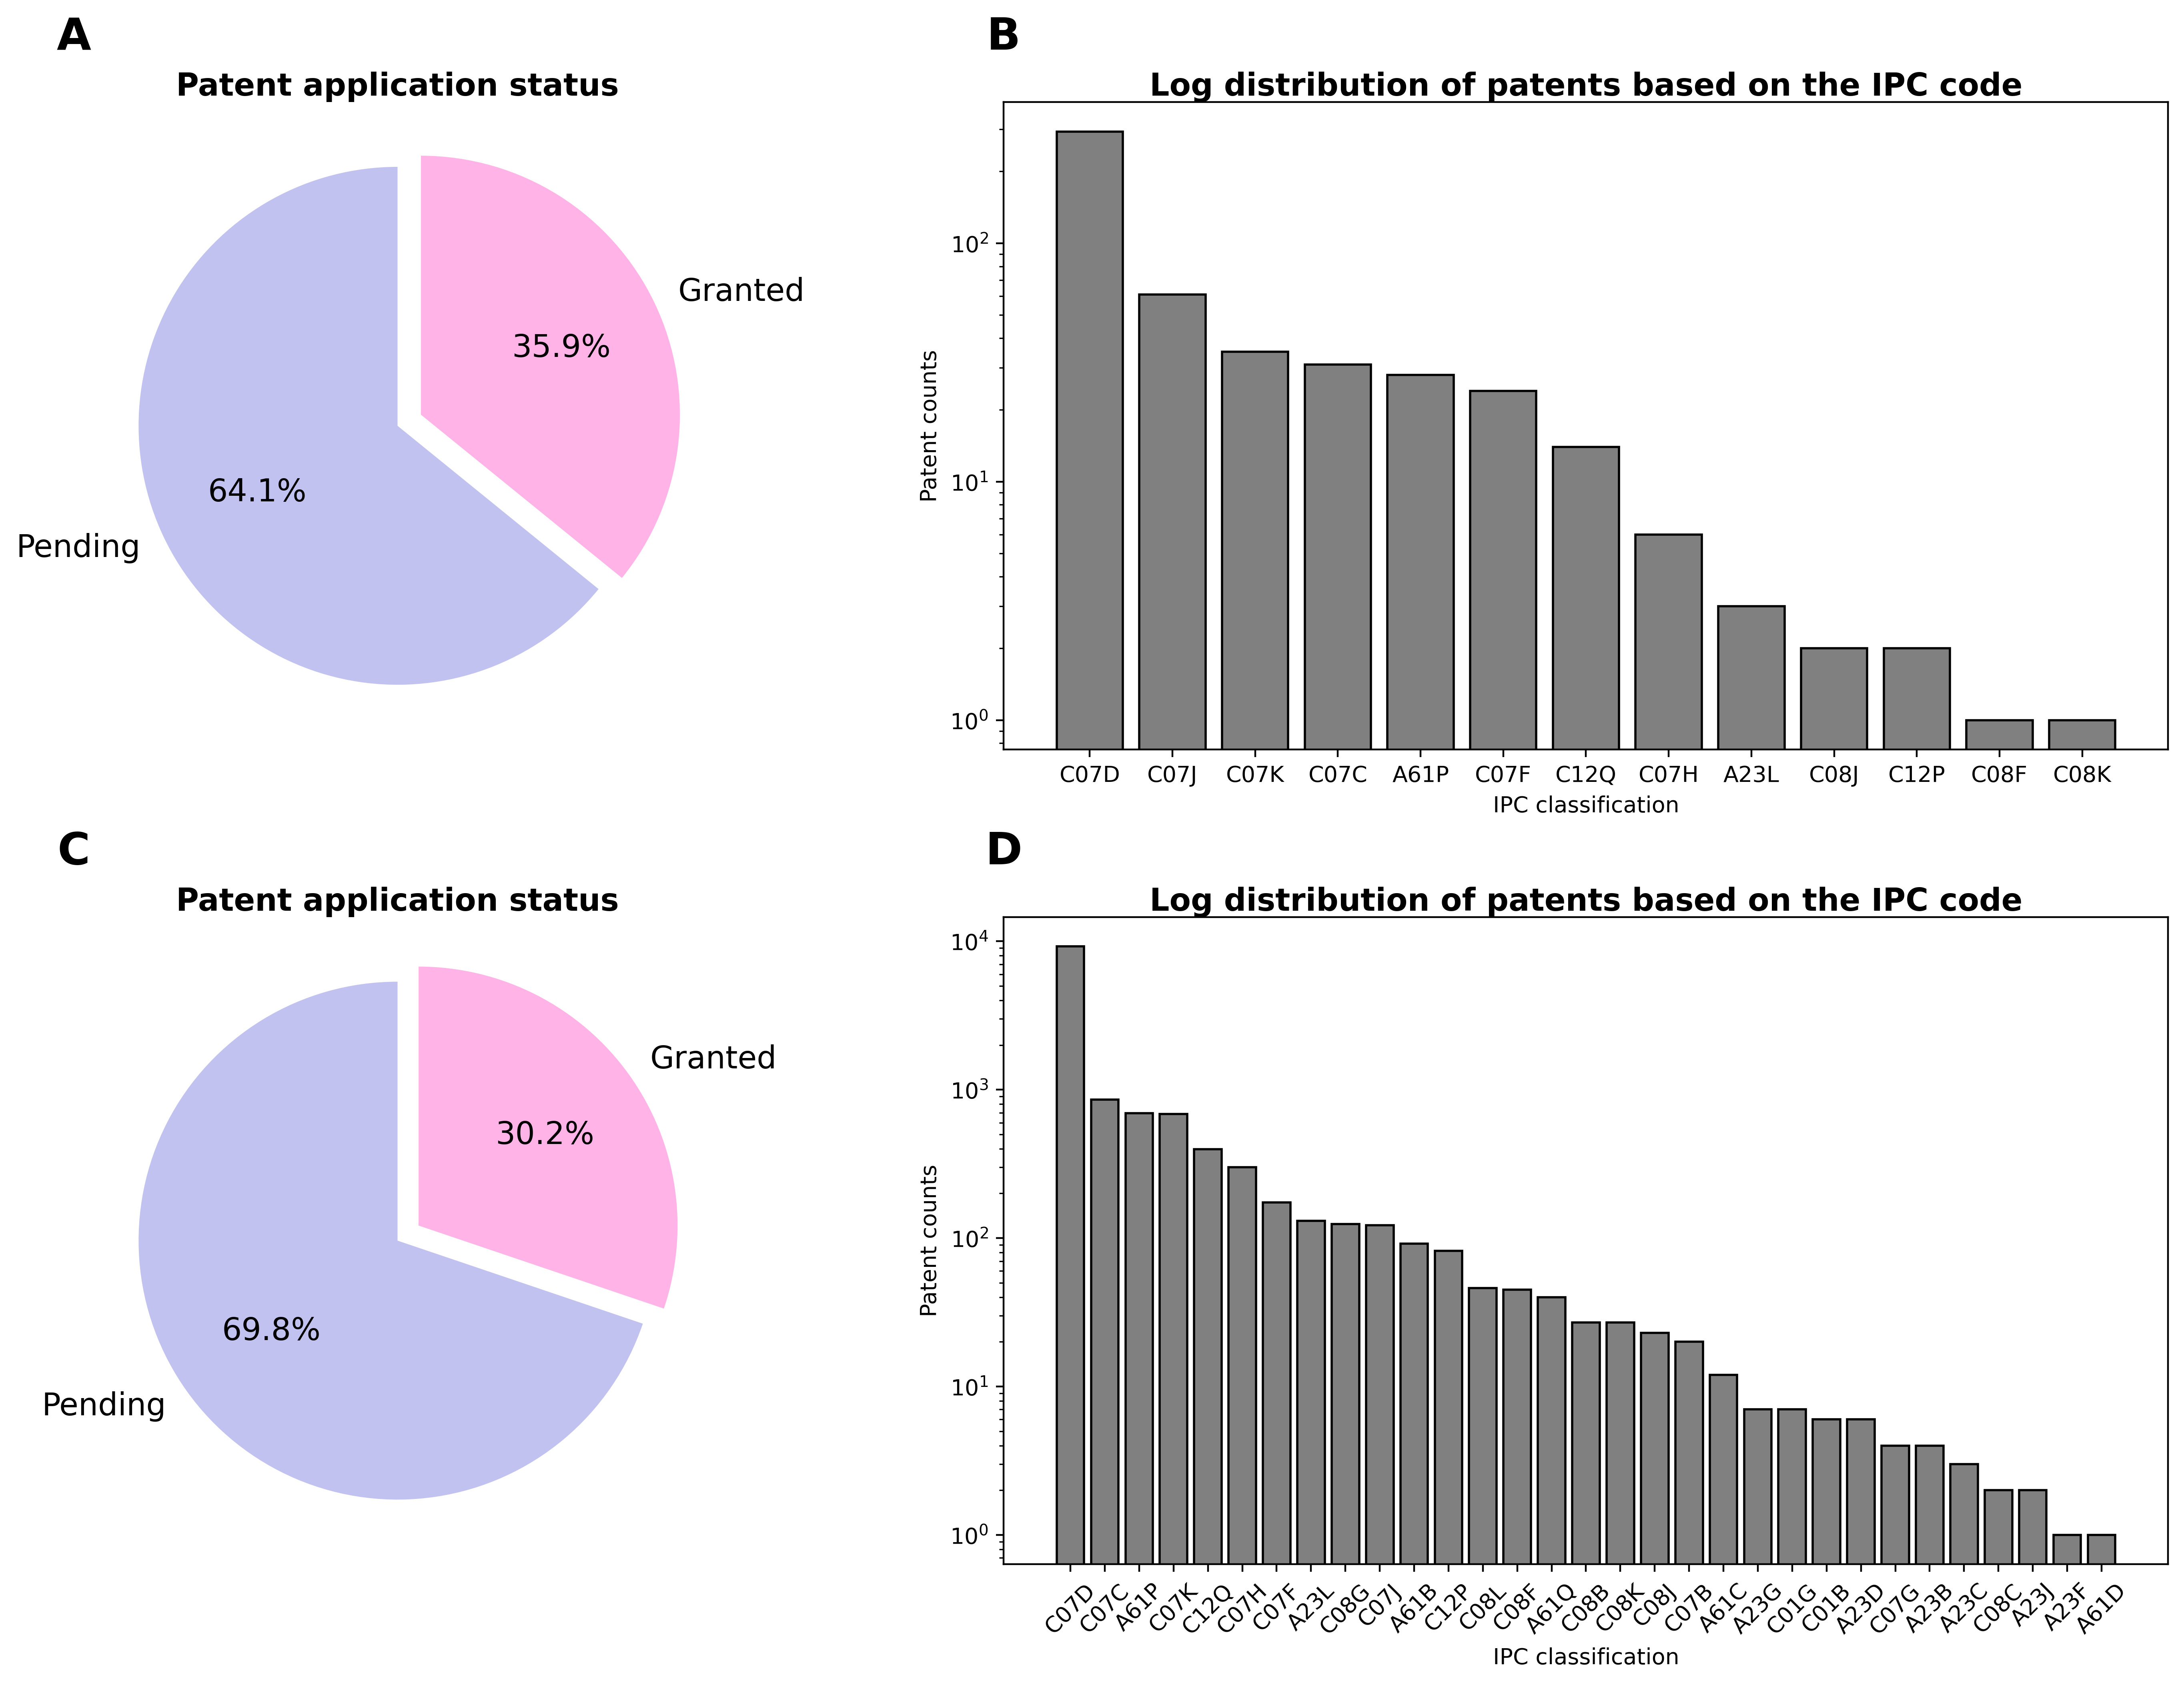 A
Patent application status
Granted
35.9%
64.1%
Pending
B
Log distribution of patents based on the IPC code
Patent counts
10²
10¹
10⁰
C07D C07J C07K C07C A61P C07F C12Q C07H A23L C08J C12P C08F C08K
IPC classification
C
Patent application status
Granted
30.2%
69.8%
Pending
D
Log distribution of patents based on the IPC code
Patent counts
10⁴
10³
10²
10¹
10⁰
C07D C07C A61P C07K C12Q C07H C07F A23L C08G C07J A61B C12P C08L C08F A61Q C08B C08K C08J C07B A61C A23G C01G C01B A23D C07G A23B A23C C08C A23J A23F A61D
IPC classification